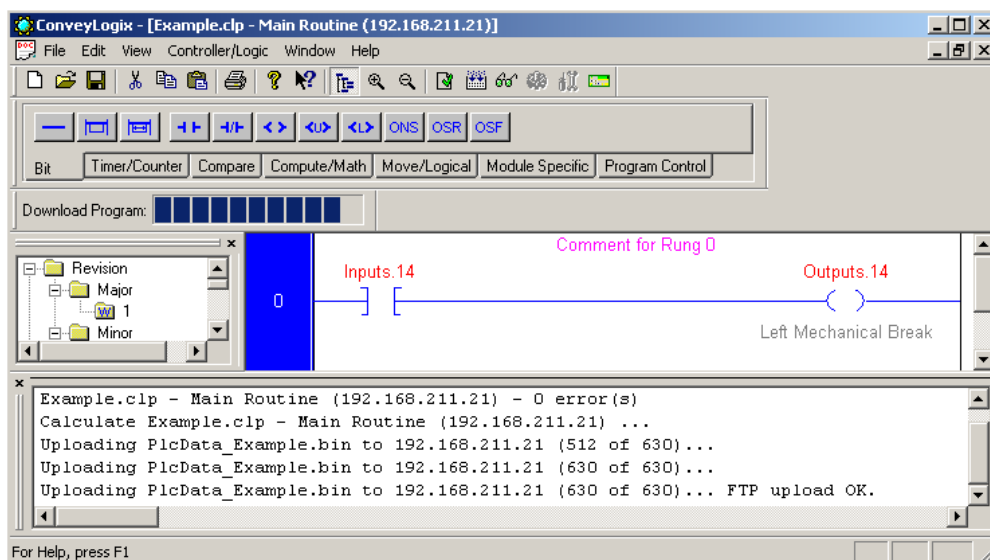 ConveyLogix - [Example.clp - Main Routine (192.168.211.21)]
File Edit View Controller/Logic Window Help
ONS OSR OSF
Bit Timer/Counter Compare Compute/Math Move/Logical Module Specific Program Control
Download Program:
Comment for Rung 0
Revision
Major
1
Minor
0
Inputs.14
Outputs.14
Left Mechanical Break
Example.clp - Main Routine (192.168.211.21) - 0 error(s)
Calculate Example.clp - Main Routine (192.168.211.21) ...
Uploading PlcData_Example.bin to 192.168.211.21 (512 of 630)...
Uploading PlcData_Example.bin to 192.168.211.21 (630 of 630)...
Uploading PlcData_Example.bin to 192.168.211.21 (630 of 630)... FTP upload OK.
For Help, press F1